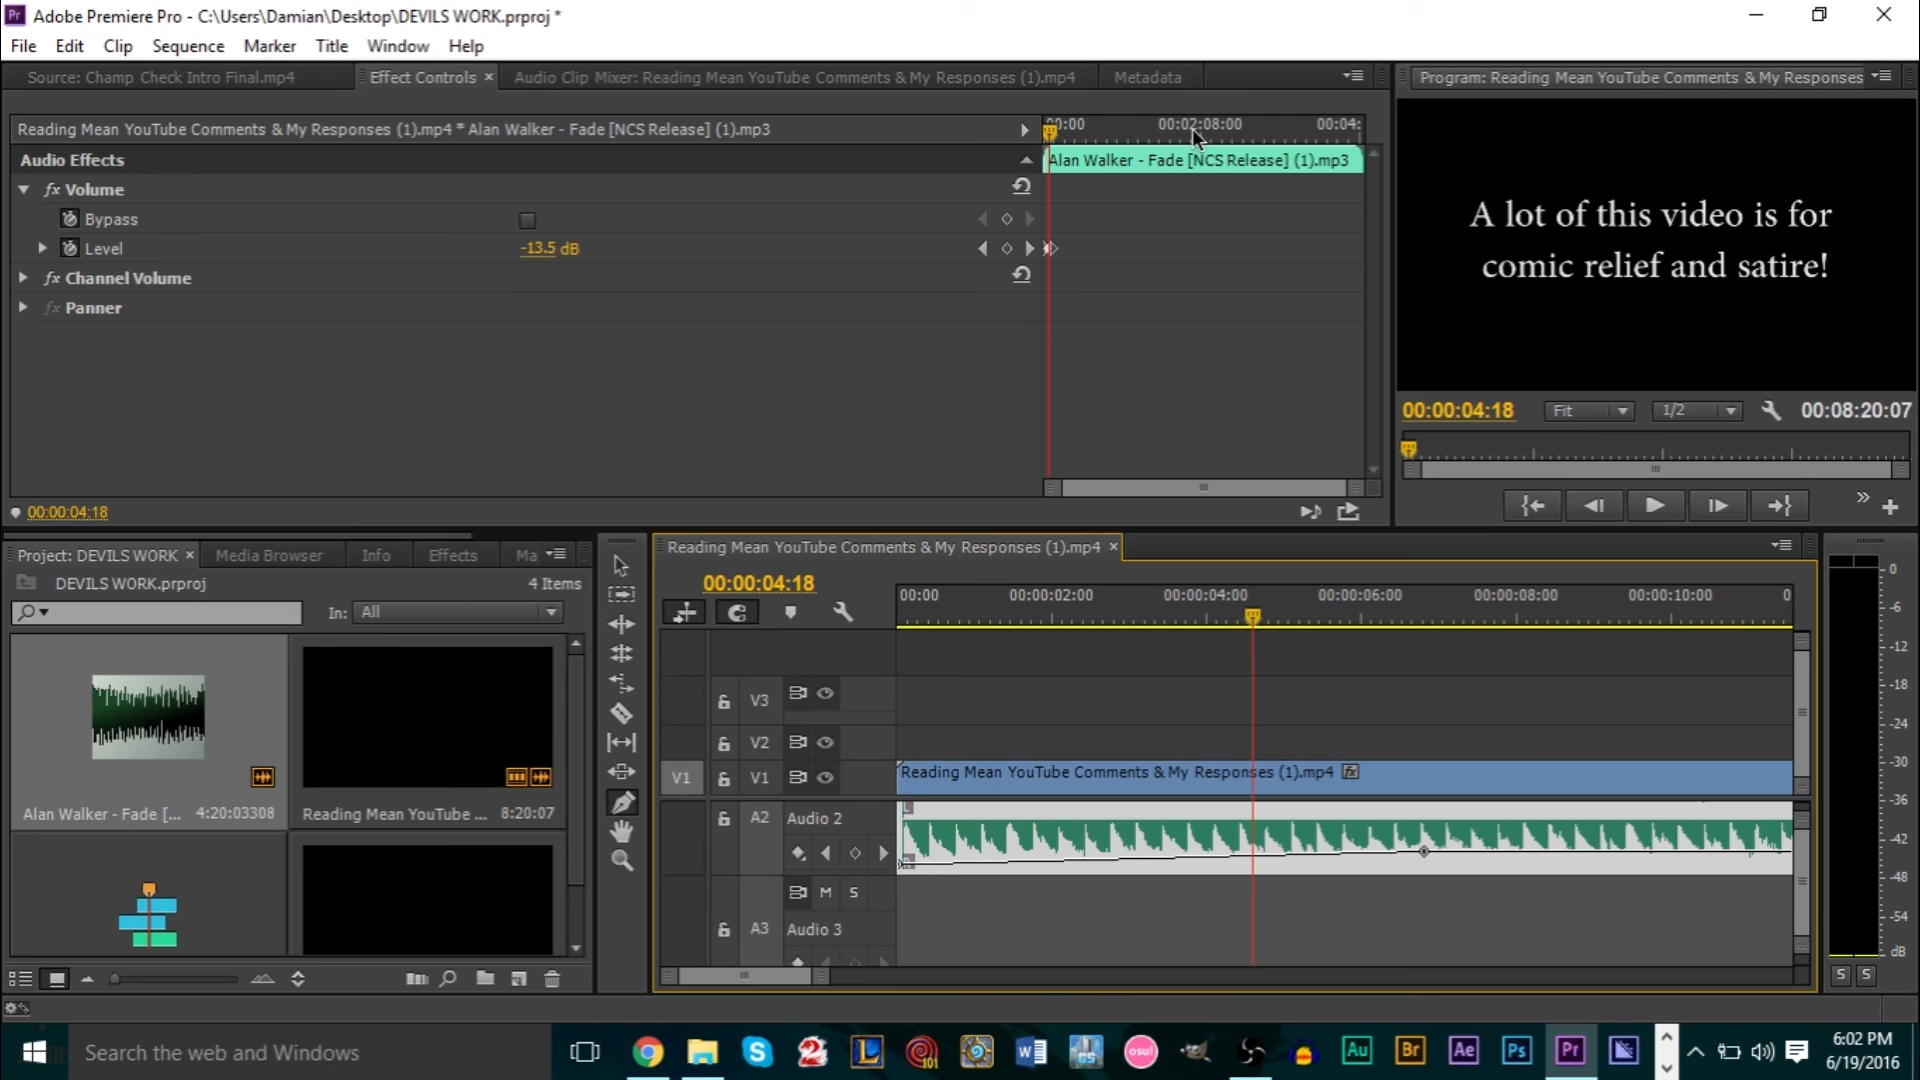 Adobe Premiere Pro - C:\Users\Damian\Desktop\DEVILS WORK.prproj *
File Edit Clip Sequence Marker Title Window Help
Source: Champ Check Intro Final.mp4
Effect Controls
Audio Clip Mixer: Reading Mean YouTube Comments & My Responses (1).mp4
Metadata
Program: Reading Mean YouTube Comments & My Responses
Reading Mean YouTube Comments & My Responses (1).mp4 * Alan Walker - Fade [NCS Release] (1).mp3
00:00 00:02:08:00 00:04:
Audio Effects
Alan Walker - Fade [NCS Release] (1).mp3
fx Volume
Bypass
Level -13.5 dB
fx Channel Volume
fx Panner
A lot of this video is for
comic relief and satire!
00:00:04:18 Fit 1/2 00:08:20:07
00:00:04:18
Project: DEVILS WORK Media Browser Info Effects Ma
DEVILS WORK.prproj 4 Items
In: All
Alan Walker - Fade [... 4:20:03308
Reading Mean YouTube ... 8:20:07
Reading Mean YouTube Comments & My Responses (1).mp4
00:00:04:18
00:00 00:00:02:00 00:00:04:00 00:00:06:00 00:00:08:00 00:00:10:00 0
V3
V2
V1 V1 Reading Mean YouTube Comments & My Responses (1).mp4 fx
A2 Audio 2
L
M S
A3 Audio 3
0
-6
-12
-18
-24
-30
-36
-42
-48
-54
dB
S S
Search the web and Windows
101
W
GS
osu!
Au
Br
Ae
Ps
Pr
6:02 PM
6/19/2016